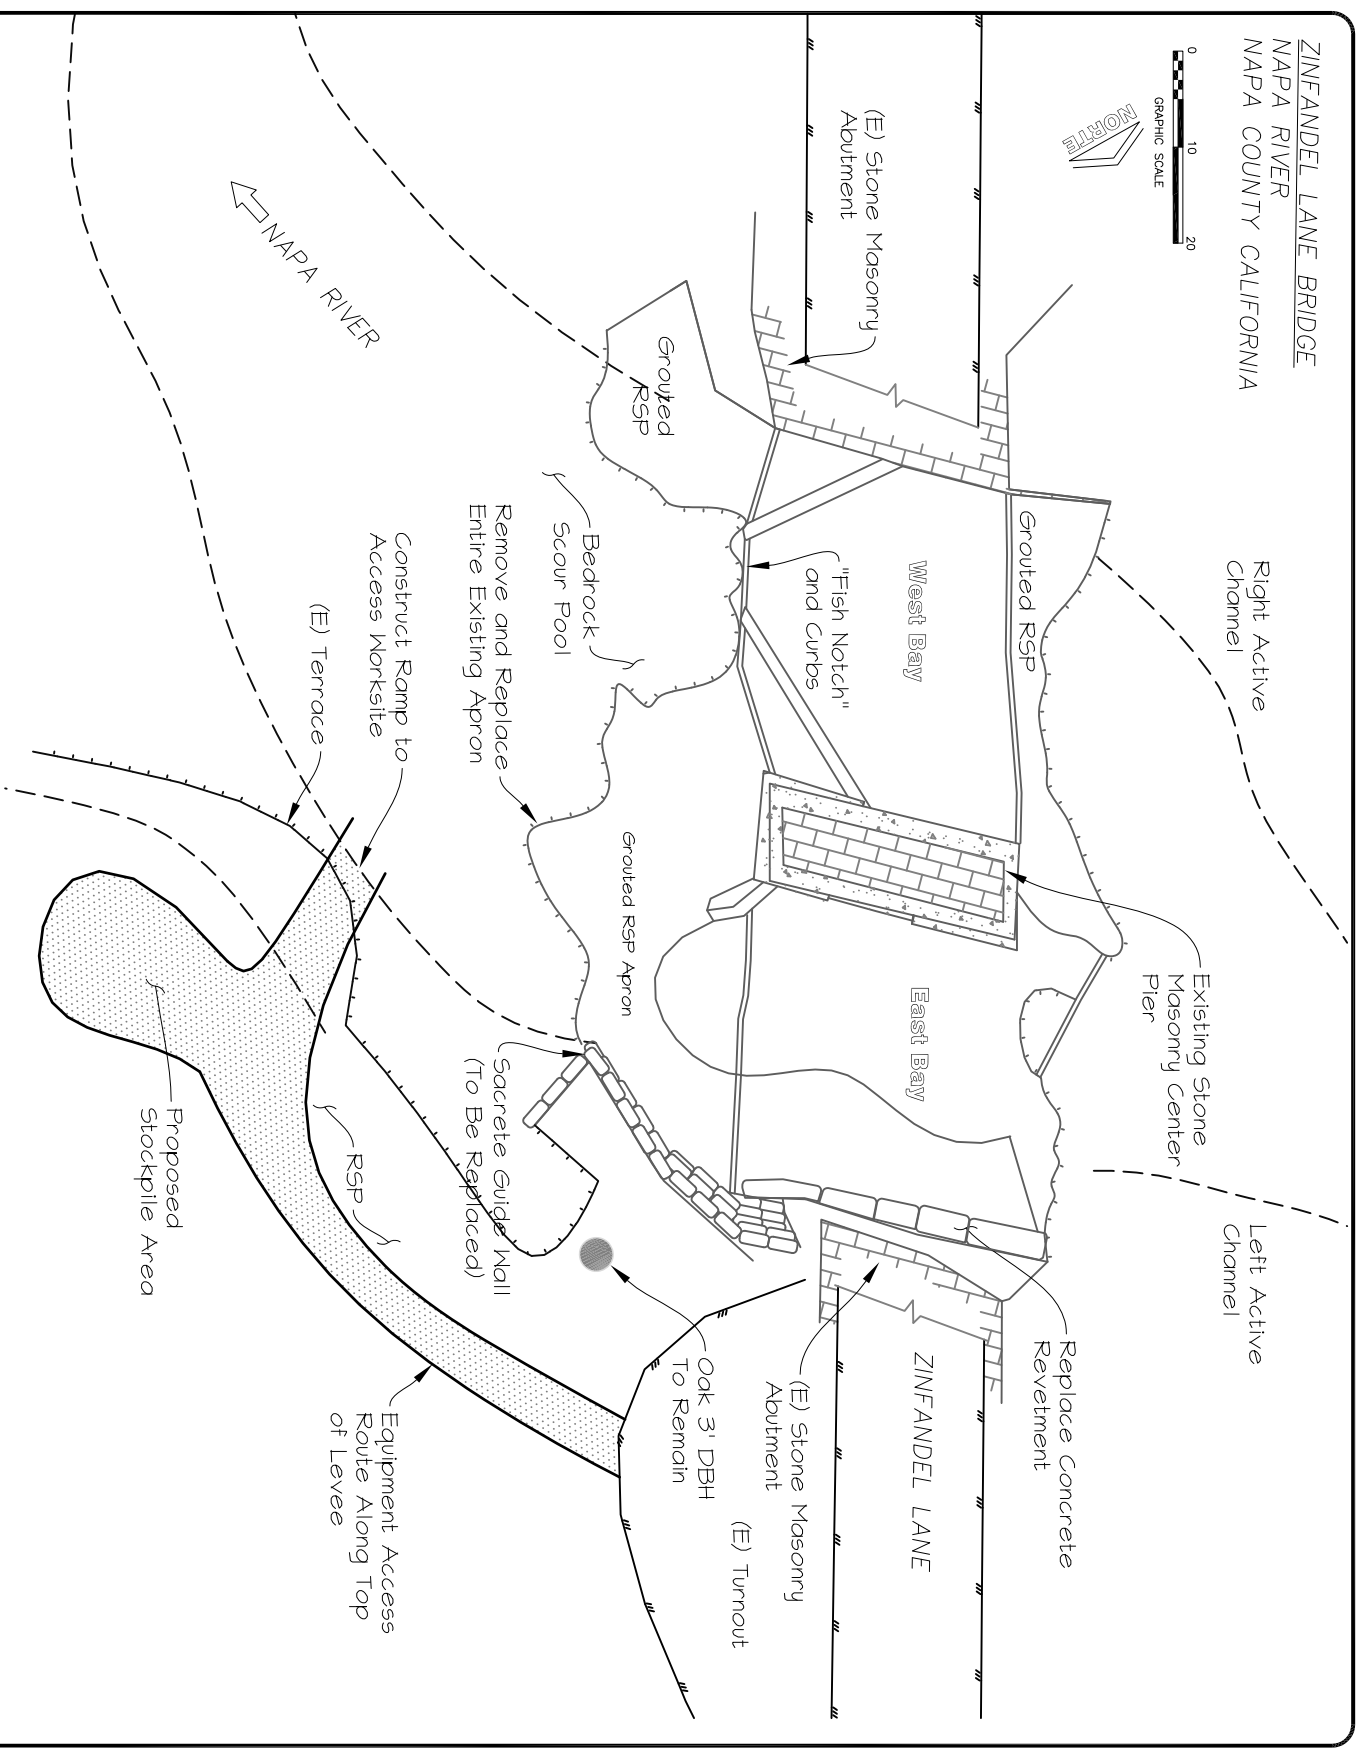 ZINFANDEL LANE BRIDGE
NAPA RIVER
NAPA COUNTY CALIFORNIA
0
10
20
GRAPHIC SCALE
NORTE
Right Active
Channel
Left Active
Channel
(E) Stone Masonry
Abutment
Grouted RSP
West Bay
"Fish Notch"
and Curbs
Existing Stone
Masonry Center
Pier
East Bay
Replace Concrete
Revetment
ZINFANDEL LANE
(E) Stone Masonry
Abutment
(E) Turnout
Oak 3' DBH
To Remain
Grouted
RSP
Bedrock
Scour Pool
Grouted RSP Apron
Remove and Replace
Entire Existing Apron
Sacrete Guide Wall
(To Be Replaced)
NAPA RIVER
Construct Ramp to
Access Worksite
(E) Terrace
RSP
Equipment Access
Route Along Top
of Levee
Proposed
Stockpile Area